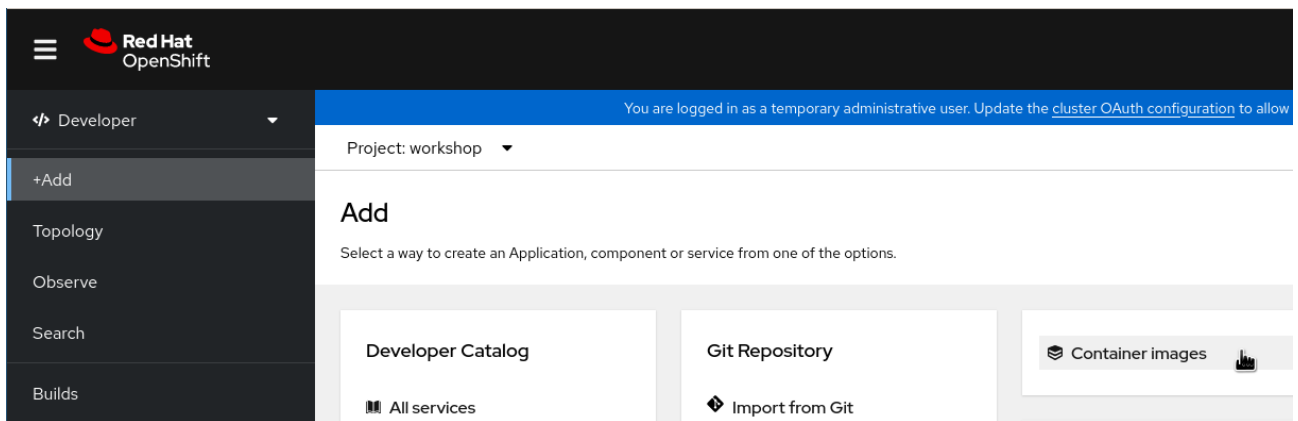 Red Hat
OpenShift
Developer
You are logged in as a temporary administrative user. Update the cluster OAuth configuration to allow
Project: workshop
+Add
Topology
Observe
Search
Builds
Add
Select a way to create an Application, component or service from one of the options.
Developer Catalog
All services
Git Repository
Import from Git
Container images